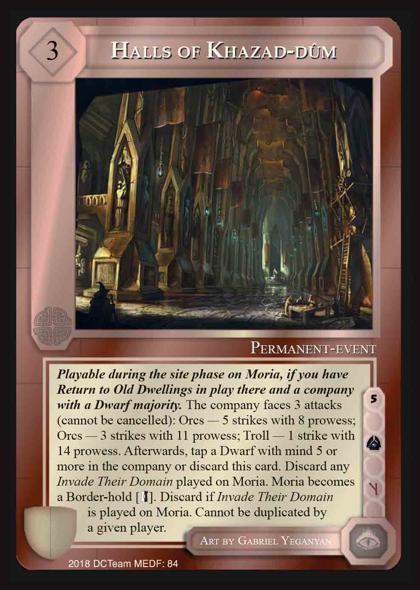 3
HALLS OF KHAZAD-DÛM
PERMANENT-EVENT
Playable during the site phase on Moria, if you have
Return to Old Dwellings in play there and a company
with a Dwarf majority. The company faces 3 attacks
(cannot be cancelled): Orcs — 5 strikes with 8 prowess;
Orcs — 3 strikes with 11 prowess; Troll — 1 strike with
14 prowess. Afterwards, tap a Dwarf with mind 5 or
more in the company or discard this card. Discard any
Invade Their Domain played on Moria. Moria becomes
a Border-hold []. Discard if Invade Their Domain
is played on Moria. Cannot be duplicated by
a given player.
5
ART BY GABRIEL YEGANYAN
2018 DCTeam MEDF: 84